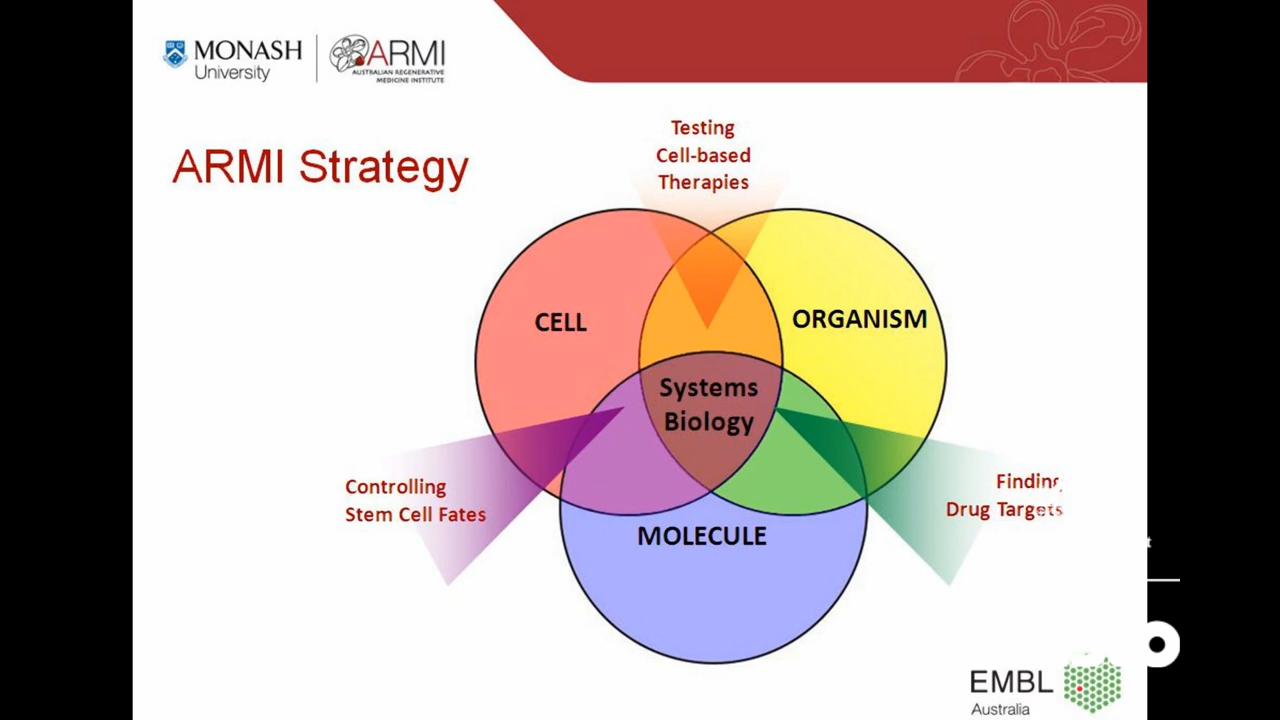 MONASH
University
ARMI
AUSTRALIAN REGENERATIVE
MEDICINE INSTITUTE
ARMI Strategy
Testing
Cell-based
Therapies
CELL
ORGANISM
Systems
Biology
Controlling
Stem Cell Fates
Finding
Drug Targets
MOLECULE
EMBL
Australia